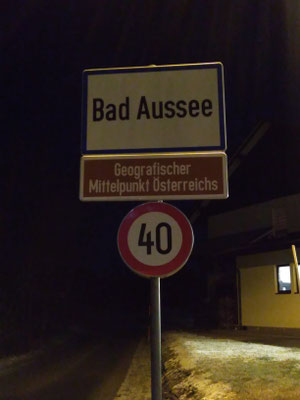 Bad Aussee
Geografischer
Mittelpunkt Österreichs
40